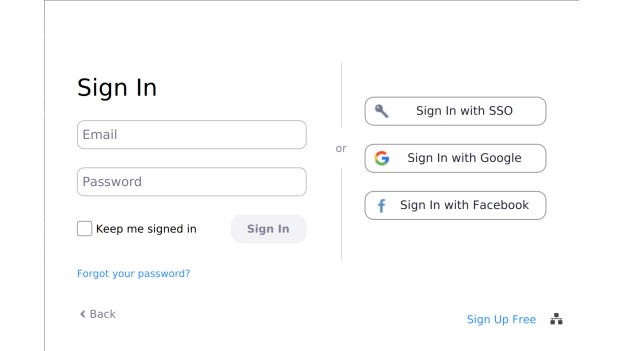 Sign In
Email
Password
Keep me signed in
Sign In
Forgot your password?
Back
or
Sign In with SSO
Sign In with Google
Sign In with Facebook
Sign Up Free